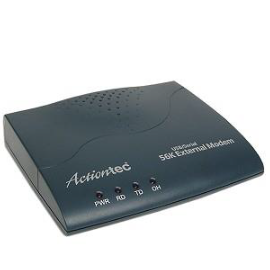 USB/Serial
56K External Modem
Actiontec
PWR RD TD OH